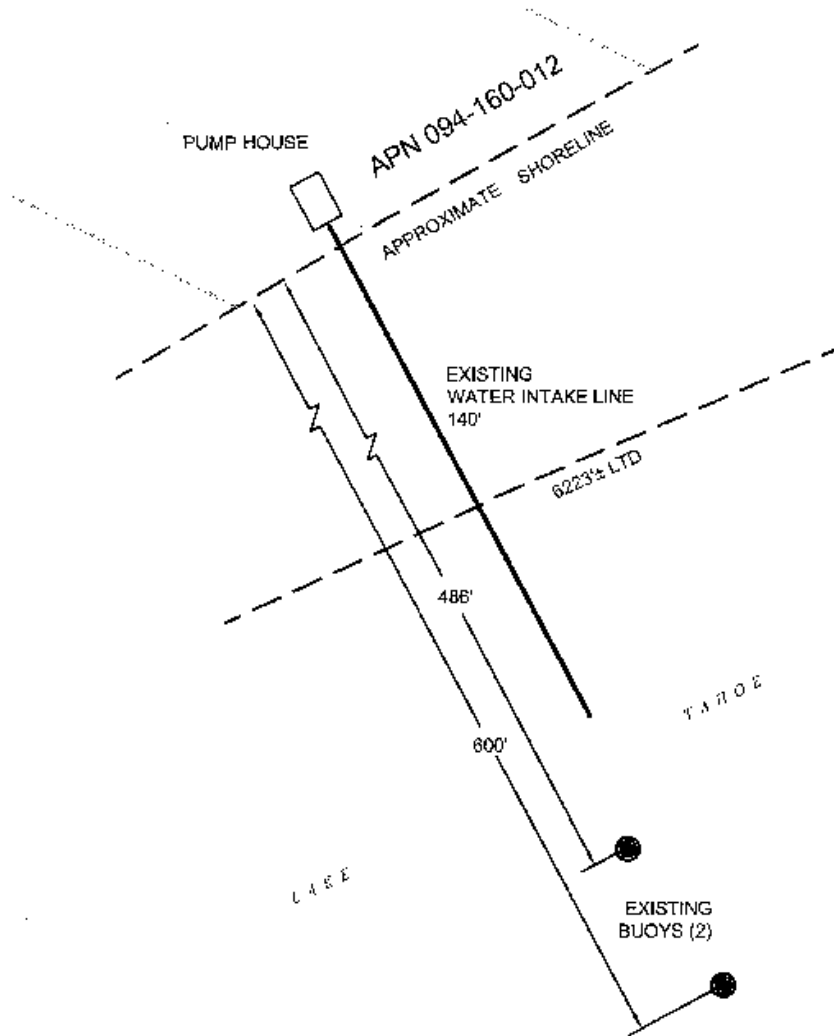 PUMP HOUSE
APN 094-160-012
APPROXIMATE SHORELINE
EXISTING
WATER INTAKE LINE
140'
6223'± LTD
486'
600'
LAKE TAHOE
EXISTING
BUOYS (2)